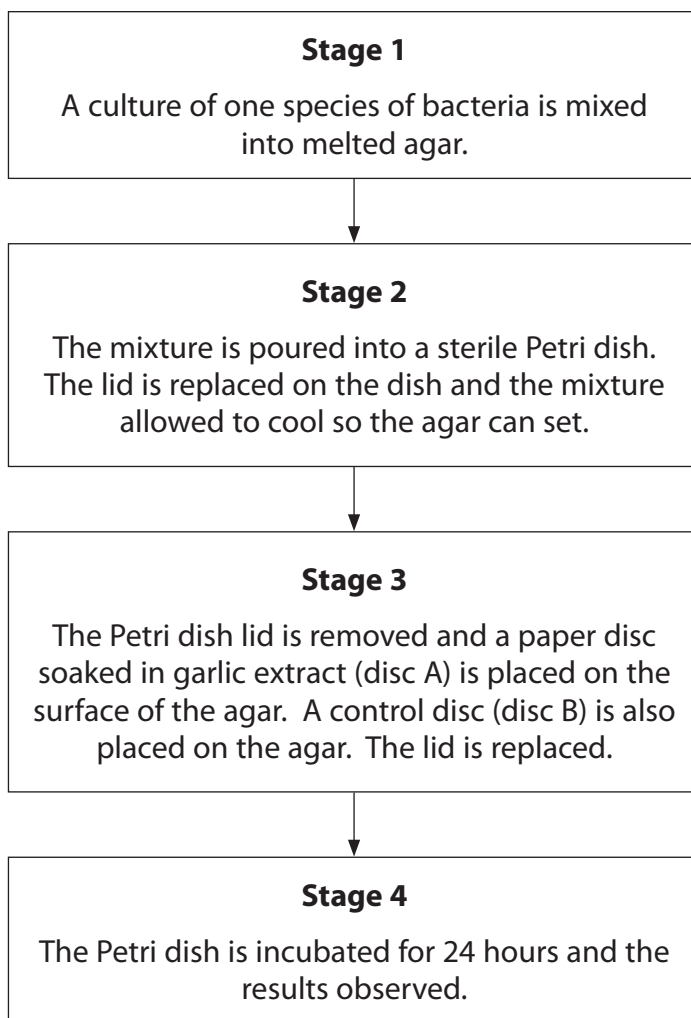 Stage 1
A culture of one species of bacteria is mixed
into melted agar.
Stage 2
The mixture is poured into a sterile Petri dish.
The lid is replaced on the dish and the mixture
allowed to cool so the agar can set.
Stage 3
The Petri dish lid is removed and a paper disc
soaked in garlic extract (disc A) is placed on the
surface of the agar.  A control disc (disc B) is also
placed on the agar.  The lid is replaced.
Stage 4
The Petri dish is incubated for 24 hours and the
results observed.